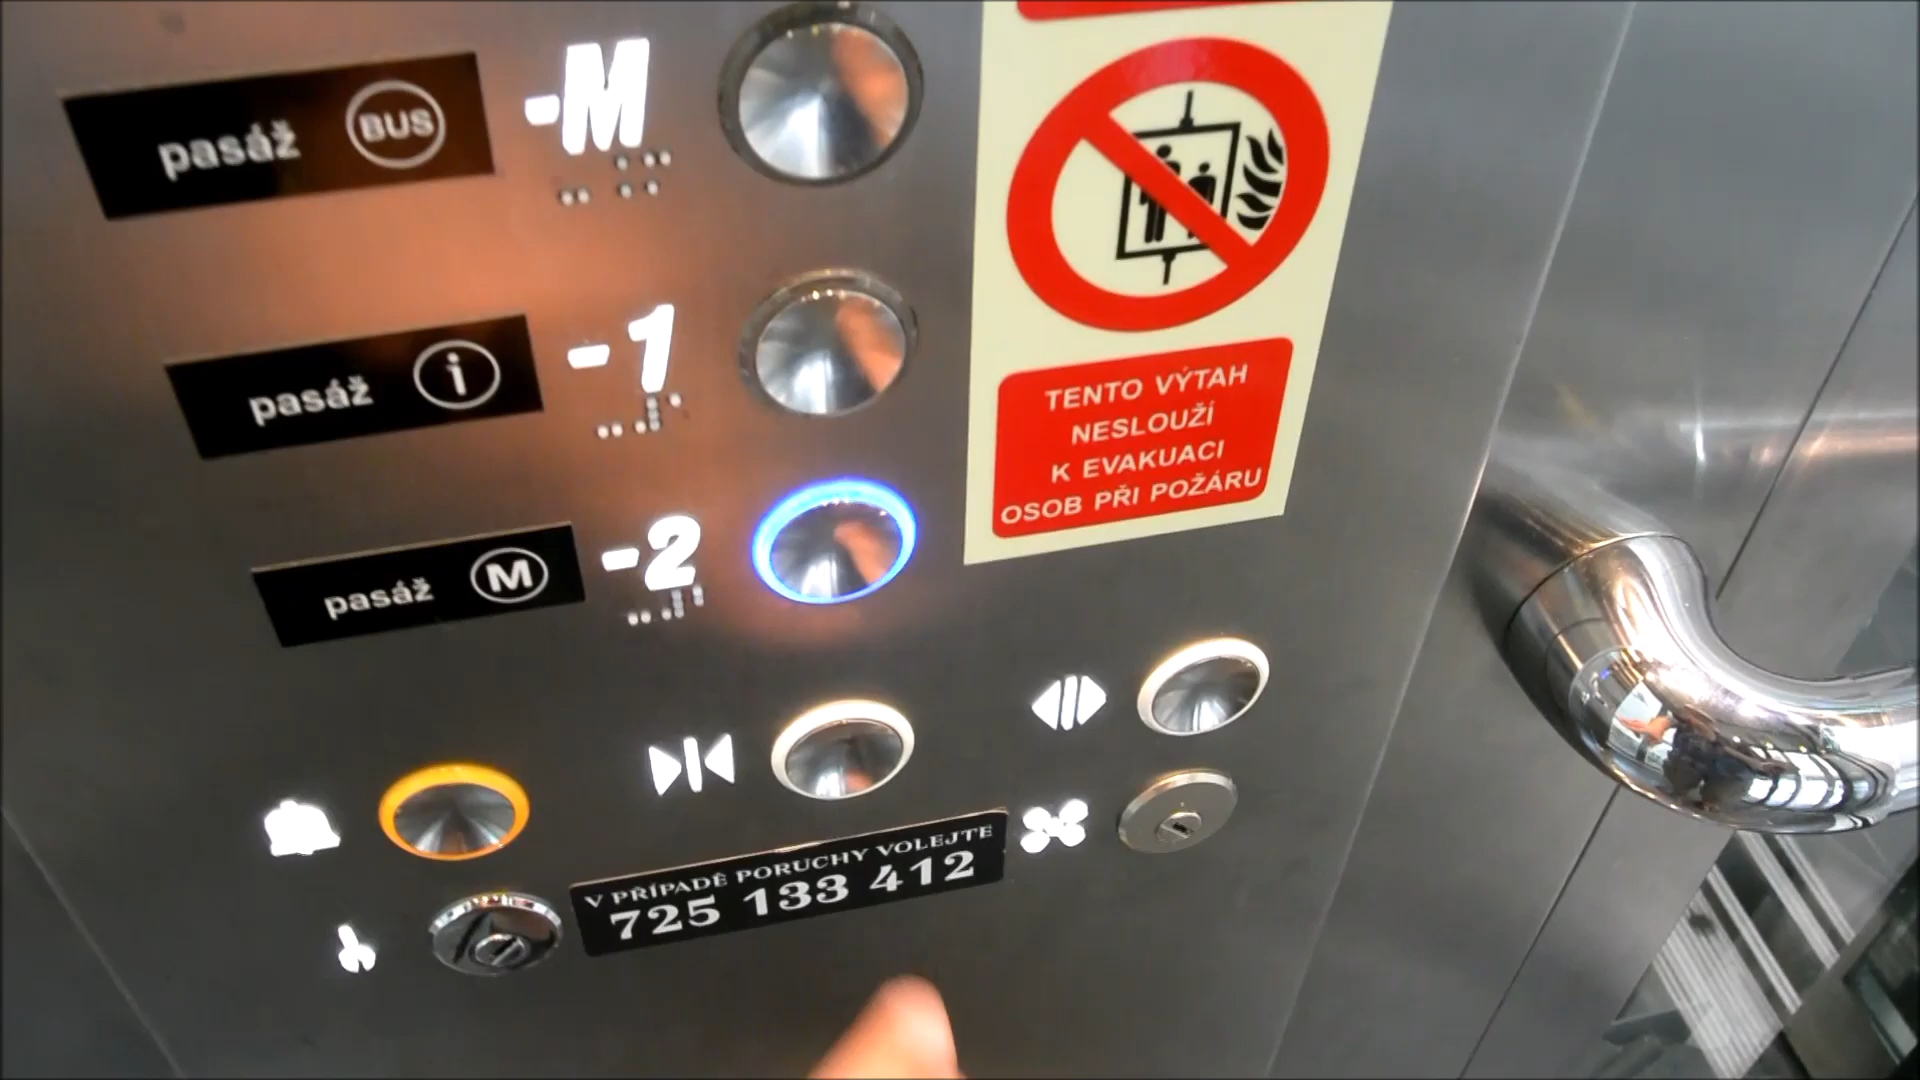 pasáž BUS -M
pasáž i -1
pasáž M -2
TENTO VÝTAH
NESLOUŽÍ
K EVAKUACI
OSOB PŘI POŽÁRU
V PŘÍPADĚ PORUCHY VOLEJTE
725 133 412